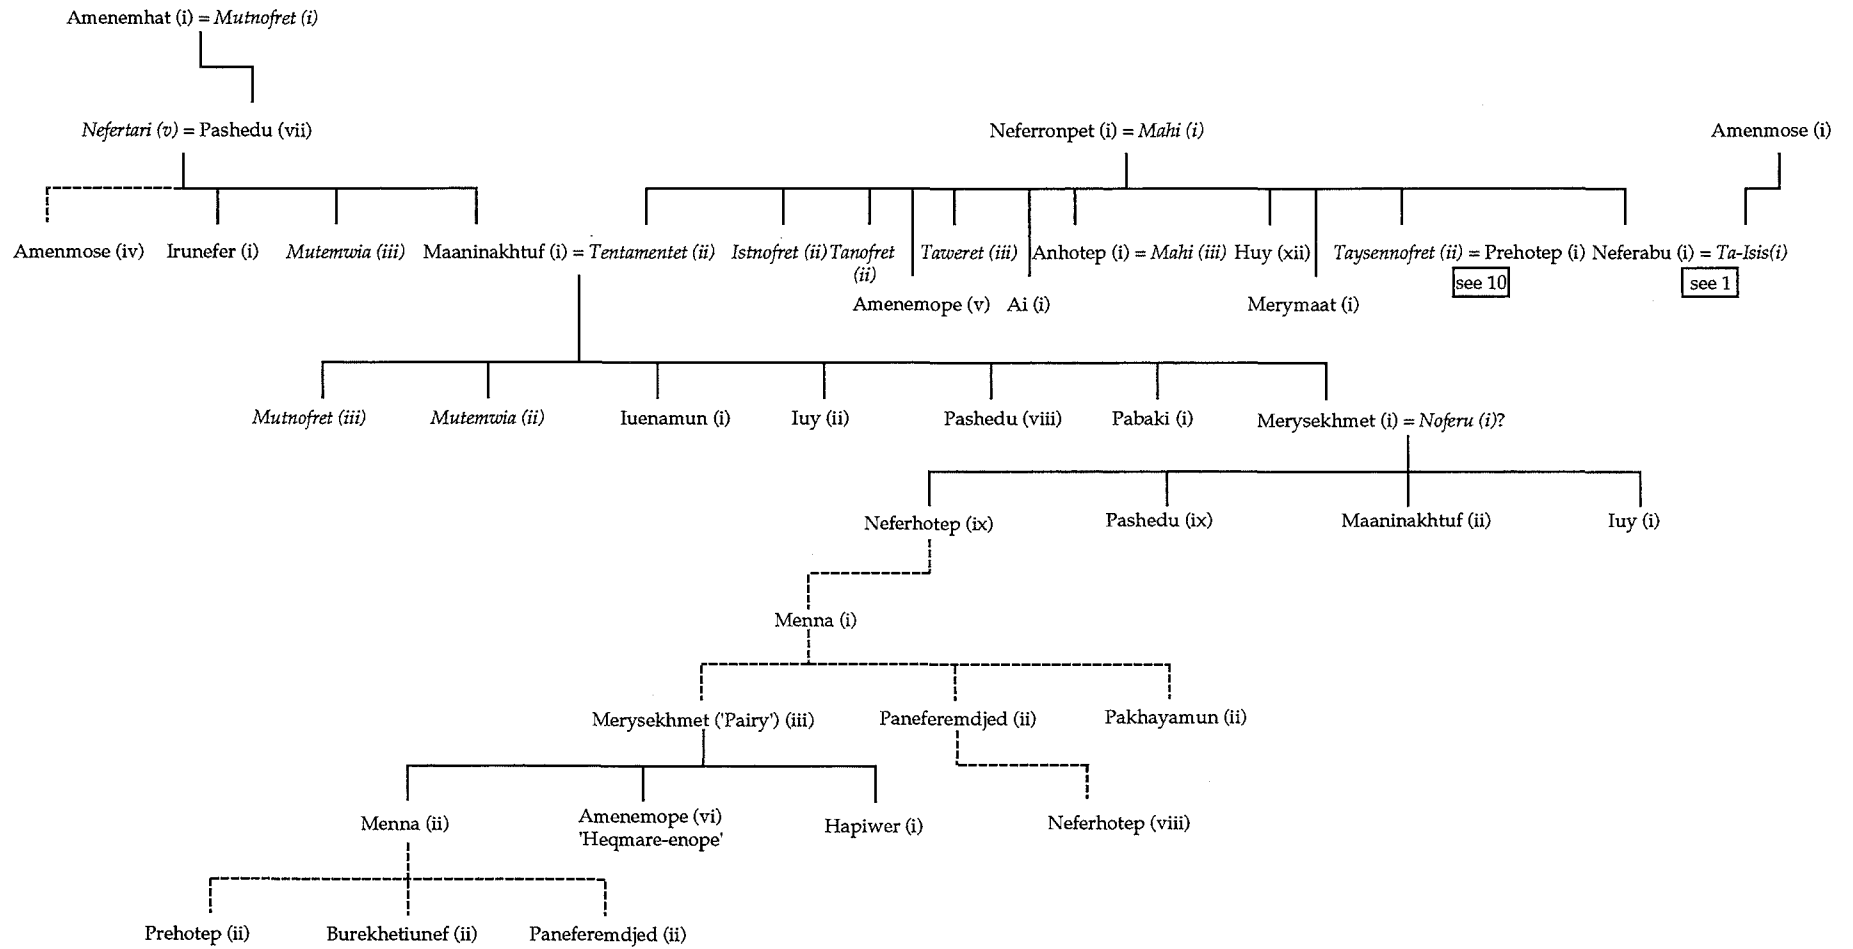 Amenemhat (i) = Mutnofret (i)
Nefertari (v) = Pashedu (vii)
Neferronpet (i) = Mahi (i)
Amenmose (i)
Amenmose (iv)
Irunefer (i)
Mutemwia (iii)
Maaninakhtuf (i) = Tentamentet (ii)
Istnofret (ii)
Tanofret
(ii)
Taweret (iii)
Anhotep (i) = Mahi (iii)
Huy (xii)
Taysennofret (ii) = Prehotep (i)
Neferabu (i) = Ta-Isis(i)
see 10
see 1
Amenemope (v)
Ai (i)
Merymaat (i)
Mutnofret (iii)
Mutemwia (ii)
Iuenamun (i)
Iuy (ii)
Pashedu (viii)
Pabaki (i)
Merysekhmet (i) = Noferu (i)?
Neferhotep (ix)
Pashedu (ix)
Maaninakhtuf (ii)
Iuy (i)
Menna (i)
Merysekhmet ('Pairy') (iii)
Paneferemdjed (ii)
Pakhayamun (ii)
Menna (ii)
Amenemope (vi)
'Heqmare-enope'
Hapiwer (i)
Neferhotep (viii)
Prehotep (ii)
Burekhetiunef (ii)
Paneferemdjed (ii)